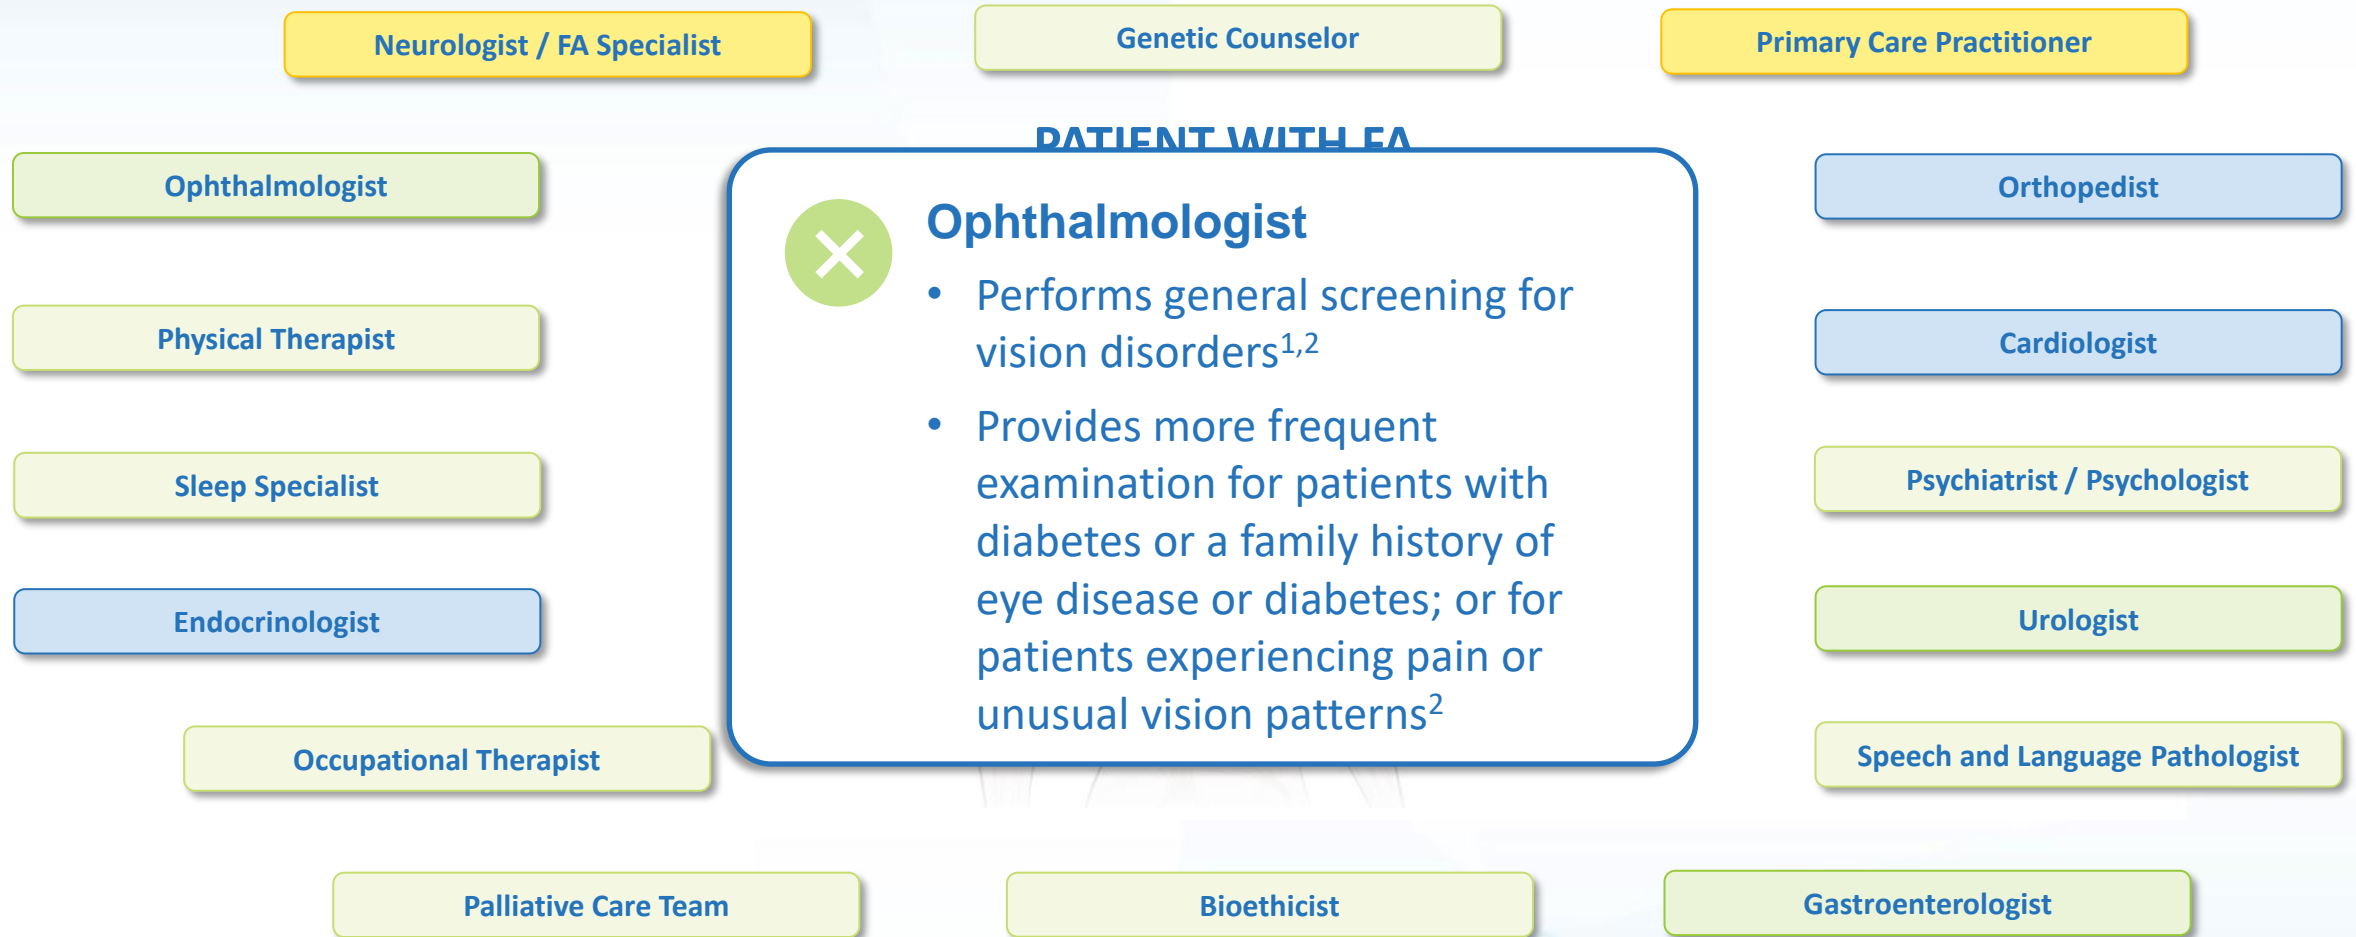 Neurologist / FA Specialist
Genetic Counselor
Primary Care Practitioner
PATIENT WITH FA
Ophthalmologist
Orthopedist
Ophthalmologist
• Performs general screening for
vision disorders1,2
• Provides more frequent
examination for patients with
diabetes or a family history of
eye disease or diabetes; or for
patients experiencing pain or
unusual vision patterns2
Physical Therapist
Cardiologist
Sleep Specialist
Psychiatrist / Psychologist
Endocrinologist
Urologist
Occupational Therapist
Speech and Language Pathologist
Palliative Care Team
Bioethicist
Gastroenterologist